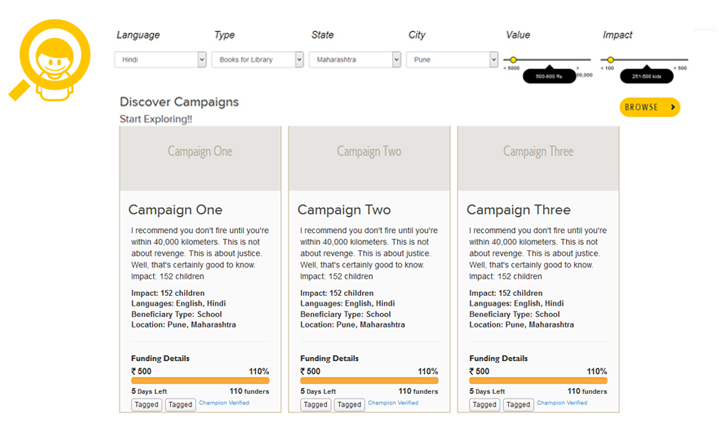 Language Type State City Value Impact
Hindi Books for Library Maharashtra Pune
< 5000 > 50,000 < 100 > 500
500-800 Rs. 251-500 kids
Discover Campaigns
BROWSE
Start Exploring!!
Campaign One
Campaign One
I recommend you don't fire until you're
within 40,000 kilometers. This is not
about revenge. This is about justice.
Well, that's certainly good to know.
Impact: 152 children
Impact: 152 children
Languages: English, Hindi
Beneficiary Type: School
Location: Pune, Maharashtra
Funding Details
₹ 500 110%
5 Days Left 110 funders
Tagged Tagged Champion Verified
Campaign Two
Campaign Two
I recommend you don't fire until you're
within 40,000 kilometers. This is not
about revenge. This is about justice.
Well, that's certainly good to know.
Impact: 152 children
Impact: 152 children
Languages: English, Hindi
Beneficiary Type: School
Location: Pune, Maharashtra
Funding Details
₹ 500 110%
5 Days Left 110 funders
Tagged Tagged Champion Verified
Campaign Three
Campaign Three
I recommend you don't fire until you're
within 40,000 kilometers. This is not
about revenge. This is about justice.
Well, that's certainly good to know.
Impact: 152 children
Impact: 152 children
Languages: English, Hindi
Beneficiary Type: School
Location: Pune, Maharashtra
Funding Details
₹ 500 110%
5 Days Left 110 funders
Tagged Tagged Champion Verified